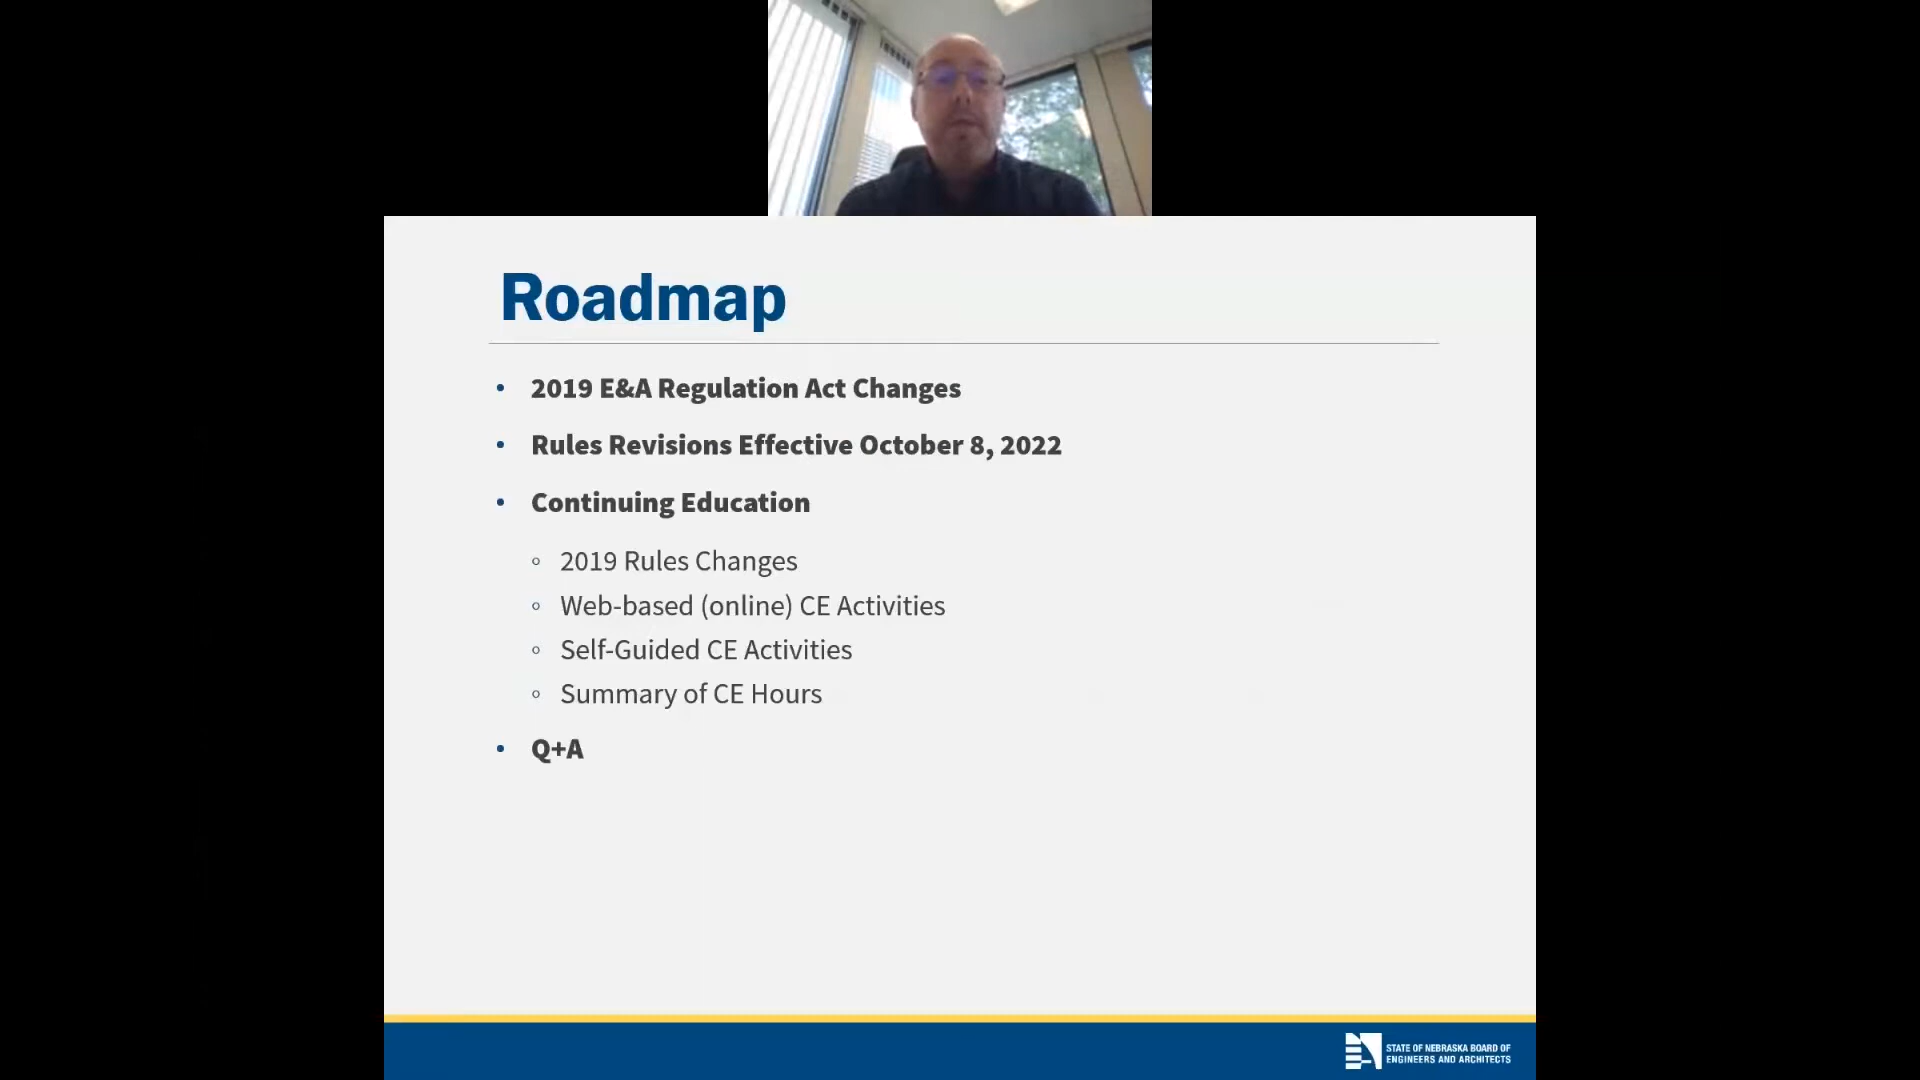 Roadmap
• 2019 E&A Regulation Act Changes
• Rules Revisions Effective October 8, 2022
• Continuing Education
◦ 2019 Rules Changes
◦ Web-based (online) CE Activities
◦ Self-Guided CE Activities
◦ Summary of CE Hours
• Q+A
STATE OF NEBRASKA BOARD OF
ENGINEERS AND ARCHITECTS